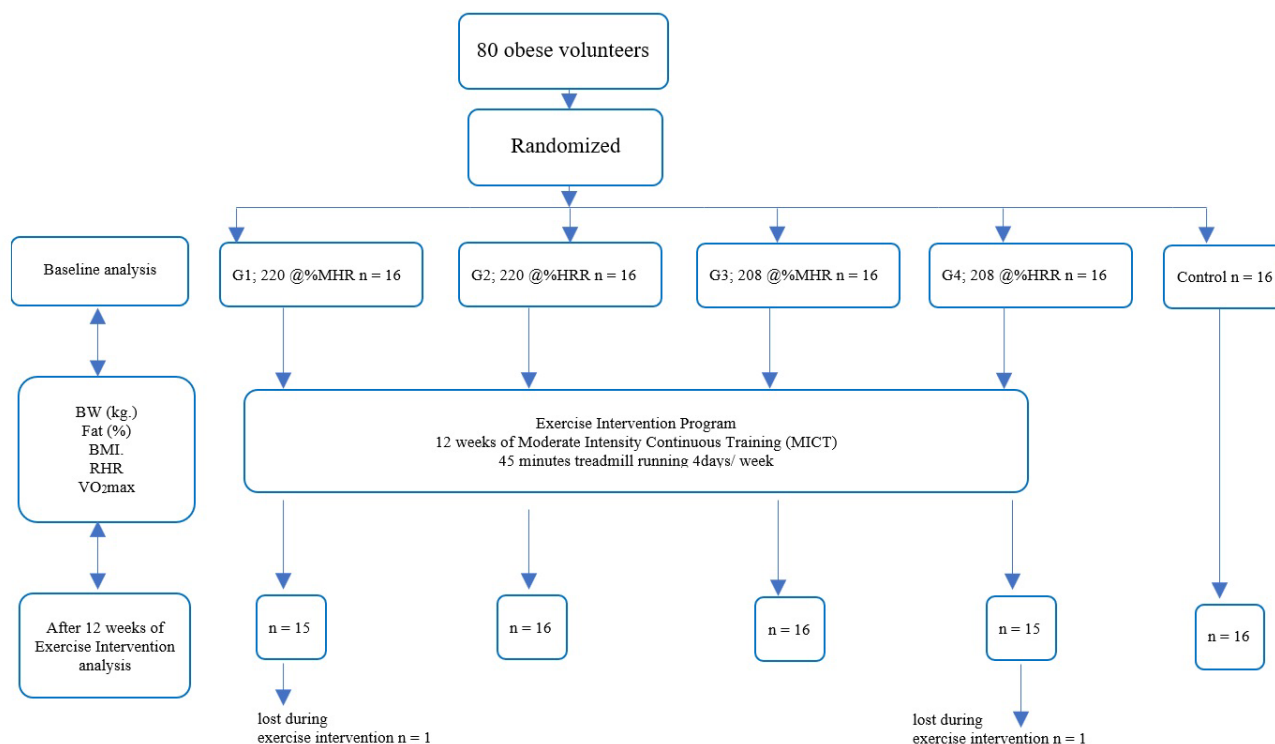 80 obese volunteers
Randomized
Baseline analysis
G1; 220 @%MHR n = 16
G2; 220 @%HRR n = 16
G3; 208 @%MHR n = 16
G4; 208 @%HRR n = 16
Control n = 16
BW (kg.)
Fat (%)
BMI.
RHR
VO₂max
Exercise Intervention Program
12 weeks of Moderate Intensity Continuous Training (MICT)
45 minutes treadmill running 4days/ week
After 12 weeks of
Exercise Intervention
analysis
n = 15
n = 16
n = 16
n = 15
n = 16
lost during
exercise intervention n = 1
lost during
exercise intervention n = 1